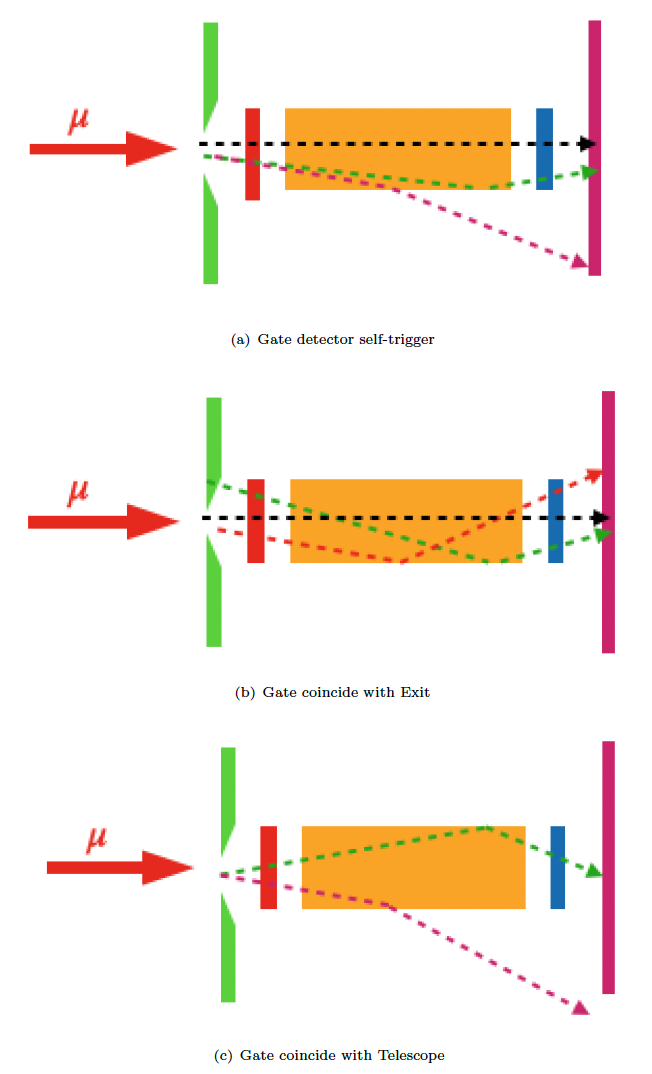 μ
(a) Gate detector self-trigger
μ
(b) Gate coincide with Exit
μ
(c) Gate coincide with Telescope